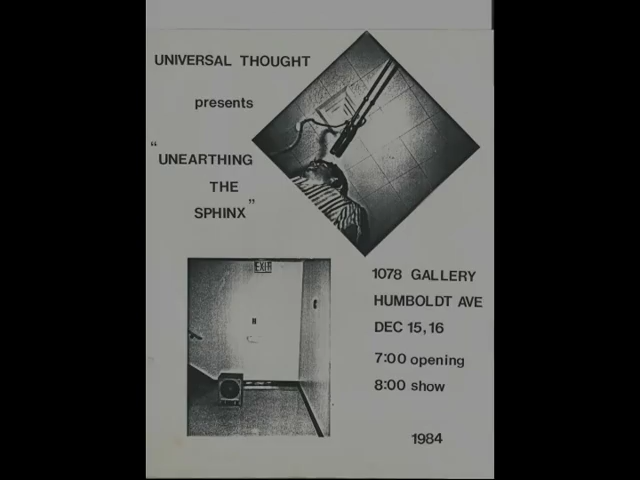 UNIVERSAL THOUGHT
presents
"UNEARTHING
THE
SPHINX"
EXIT
1078 GALLERY
HUMBOLDT AVE
DEC 15, 16
7:00 opening
8:00 show
1984